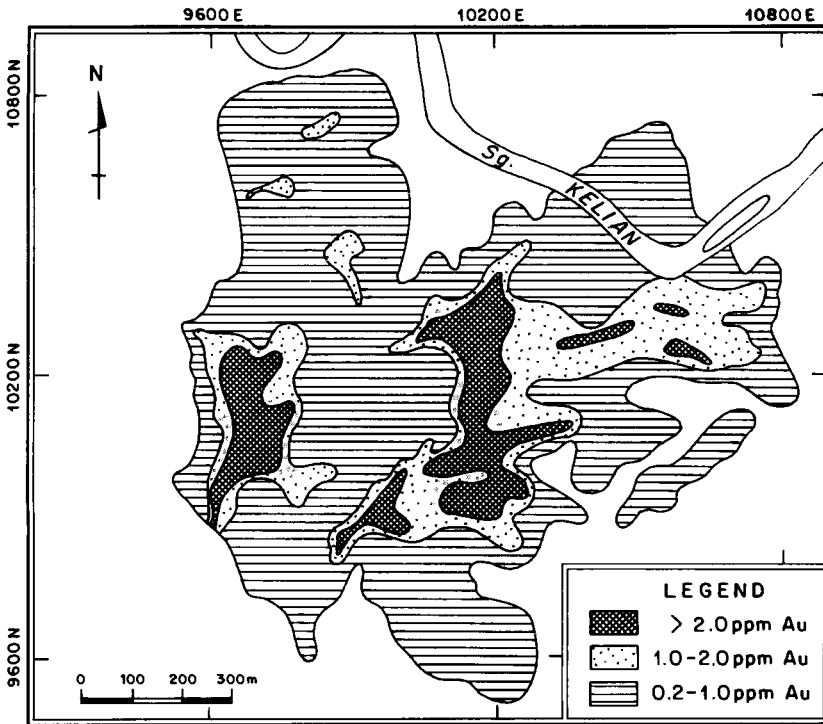 9600E 10200E 10800E
10800N
10200N
9600N
N
Sg. KELIAN
0 100 200 300m
LEGEND
> 2.0ppm Au
1.0-2.0ppm Au
0.2-1.0ppm Au